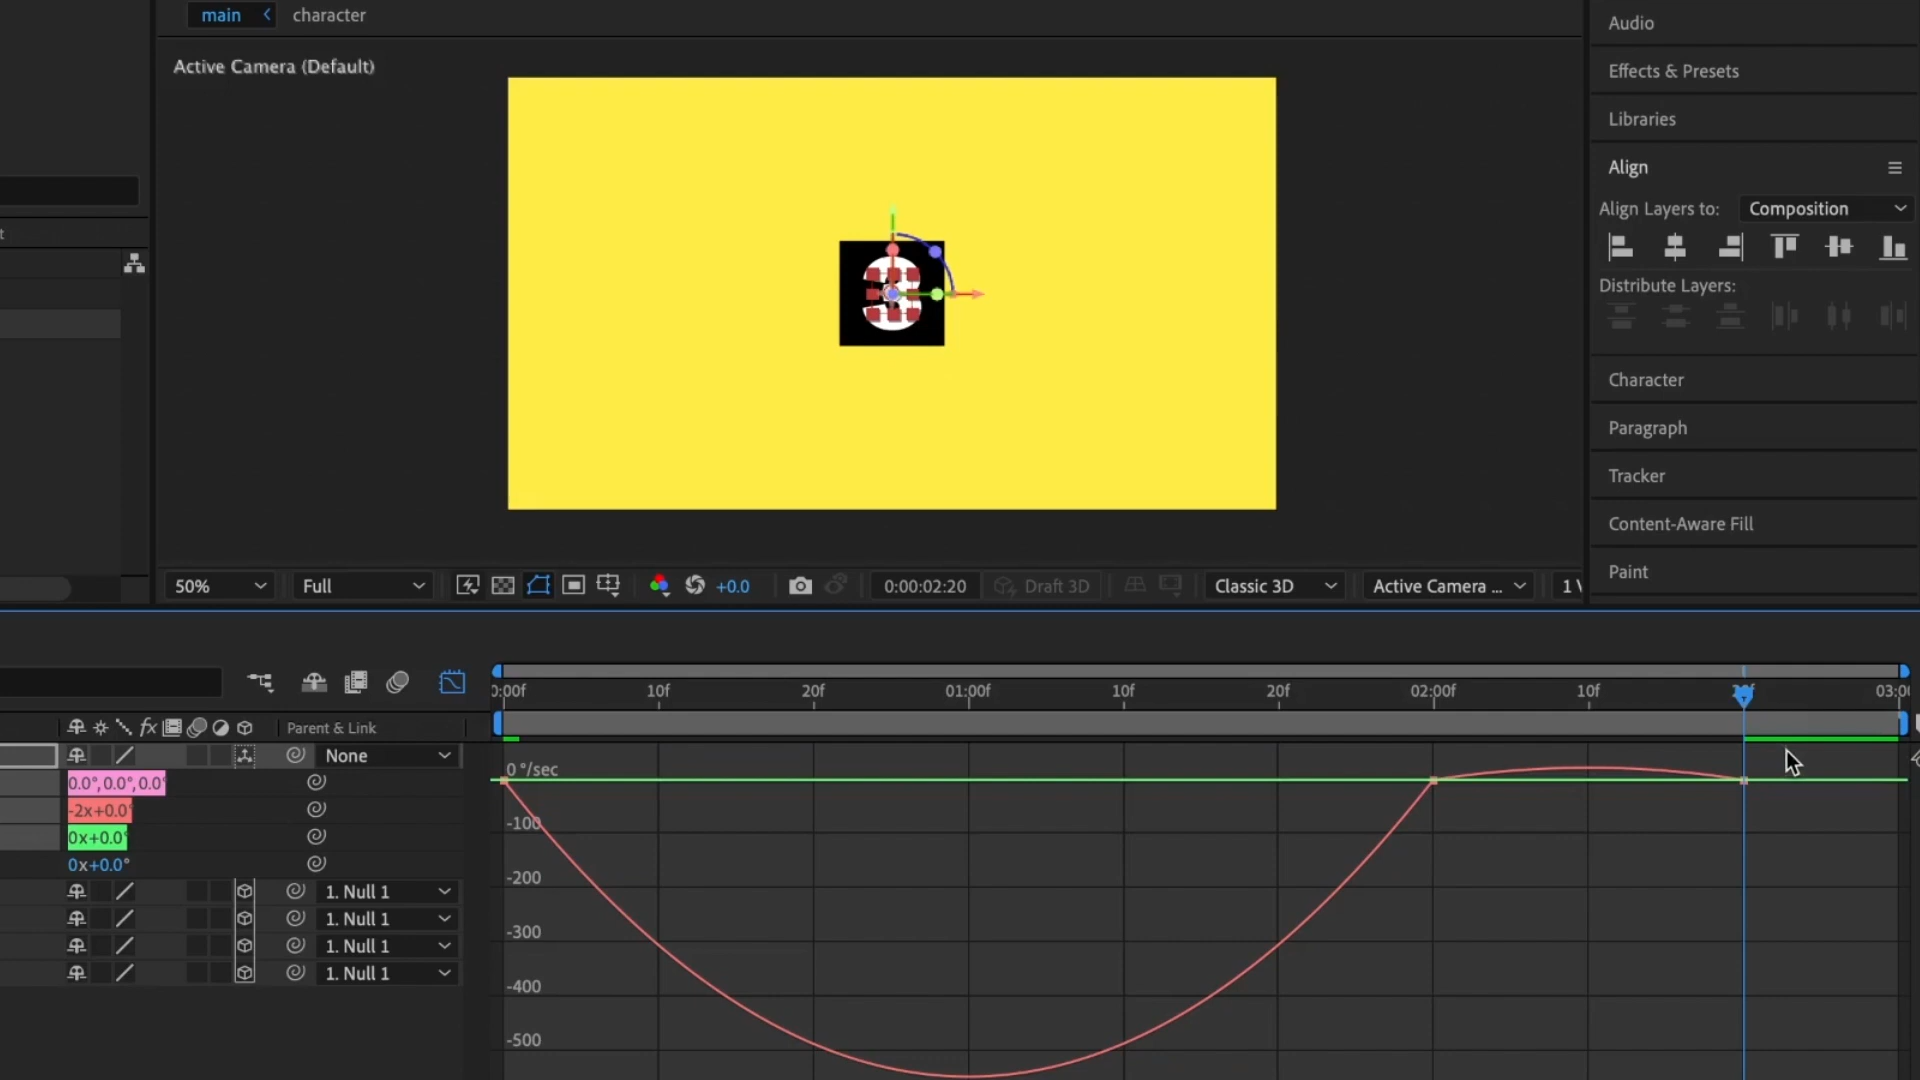 main
character
Active Camera (Default)
3
50%
Full
+0.0
0:00:02:20
Draft 3D
Classic 3D
Active Camera ...
1 V
Audio
Effects & Presets
Libraries
Align
Align Layers to:
Composition
Distribute Layers:
Character
Paragraph
Tracker
Content-Aware Fill
Paint
):00f 10f 20f 01:00f 10f 20f 02:00f 10f 03:0
fx
Parent & Link
None
0.0°,0.0°,0.0°
-2x+0.0°
0x+0.0°
0x+0.0°
1. Null 1
1. Null 1
1. Null 1
1. Null 1
0 °/sec
-100
-200
-300
-400
-500